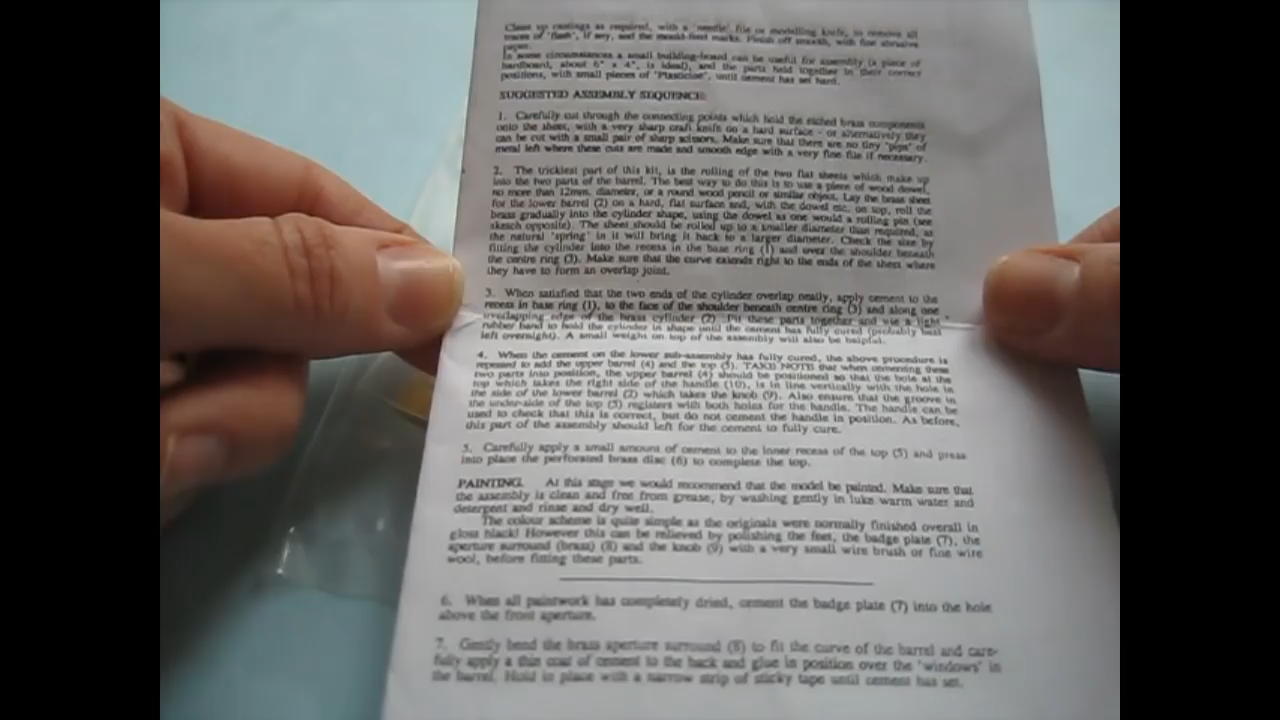 Clean up castings as required, with a 'needle' file or modelling knife, to remove all
traces of "flash", if any, and the mould-feed marks. Finish off smooth, with fine abrasive
paper.
In some circumstances a small building-board can be useful for assembly (a piece of
hardboard, about 6" x 4", is ideal), and the parts held together in their correct
positions, with small pieces of "Plasticine", until cement has set hard.
SUGGESTED ASSEMBLY SEQUENCE:
1. Carefully cut through the connecting points which hold the etched brass components
onto the sheet, with a very sharp craft knife on a hard surface - or alternatively they
can be cut with a small pair of sharp scissors. Make sure that there are no tiny "pips" of
metal left where these cuts are made and smooth edge with a very fine file if necessary.
2. The trickiest part of this kit, is the rolling of the two flat sheets which make up
into the two parts of the barrel. The best way to do this is to use a piece of wood dowel,
no more than 12mm. diameter, or a round wood pencil or similar object. Lay the brass sheet
for the lower barrel (2) on a hard, flat surface and, with the dowel etc. on top, roll the
brass gradually into the cylinder shape, using the dowel as one would a rolling pin (see
sketch opposite). The sheet should be rolled up to a smaller diameter than required, as
the natural 'spring' in it will bring it back to a larger diameter. Check the size by
fitting the cylinder into the recess in the base ring (1) and over the shoulder beneath
the centre ring (3). Make sure that the curve extends right to the ends of the sheet where
they have to form an overlap joint.
3. When satisfied that the two ends of the cylinder overlap neatly, apply cement to the
recess in base ring (1), to the face of the shoulder beneath centre ring (3) and along one
overlapping edge of the brass cylinder (2). Fit these parts together and use a light
rubber band to hold the cylinder in shape until the cement has fully cured (probably best
left overnight). A small weight on top of the assembly will also be helpful.
4. When the cement on the lower sub-assembly has fully cured, the above procedure is
repeated to add the upper barrel (4) and the top (5). TAKE NOTE that when cementing these
two parts into position, the upper barrel (4) should be positioned so that the hole at the
top which takes the right side of the handle (10), is in line vertically with the hole in
the side of the lower barrel (2) which takes the knob (9). Also ensure that the groove in
the under-side of the top (5) registers with both holes for the handle. The handle can be
used to check that this is correct, but do not cement the handle in position. As before,
this part of the assembly should left for the cement to fully cure.
5. Carefully apply a small amount of cement to the inner recess of the top (5) and press
into place the perforated brass disc (6) to complete the top.
PAINTING. At this stage we would recommend that the model be painted. Make sure that
the assembly is clean and free from grease, by washing gently in luke warm water and
detergent and rinse and dry well.
The colour scheme is quite simple as the originals were normally finished overall in
gloss black! However this can be relieved by polishing the feet, the badge plate (7), the
aperture surround (brass) (8) and the knob (9) with a very small wire brush or fine wire
wool, before fitting these parts.
6. When all paintwork has completely dried, cement the badge plate (7) into the hole
above the front aperture.
7. Gently bend the brass aperture surround (8) to fit the curve of the barrel and care-
fully apply a thin coat of cement to the back and glue in position over the 'windows' in
the barrel. Hold in place with a narrow strip of sticky tape until cement has set.